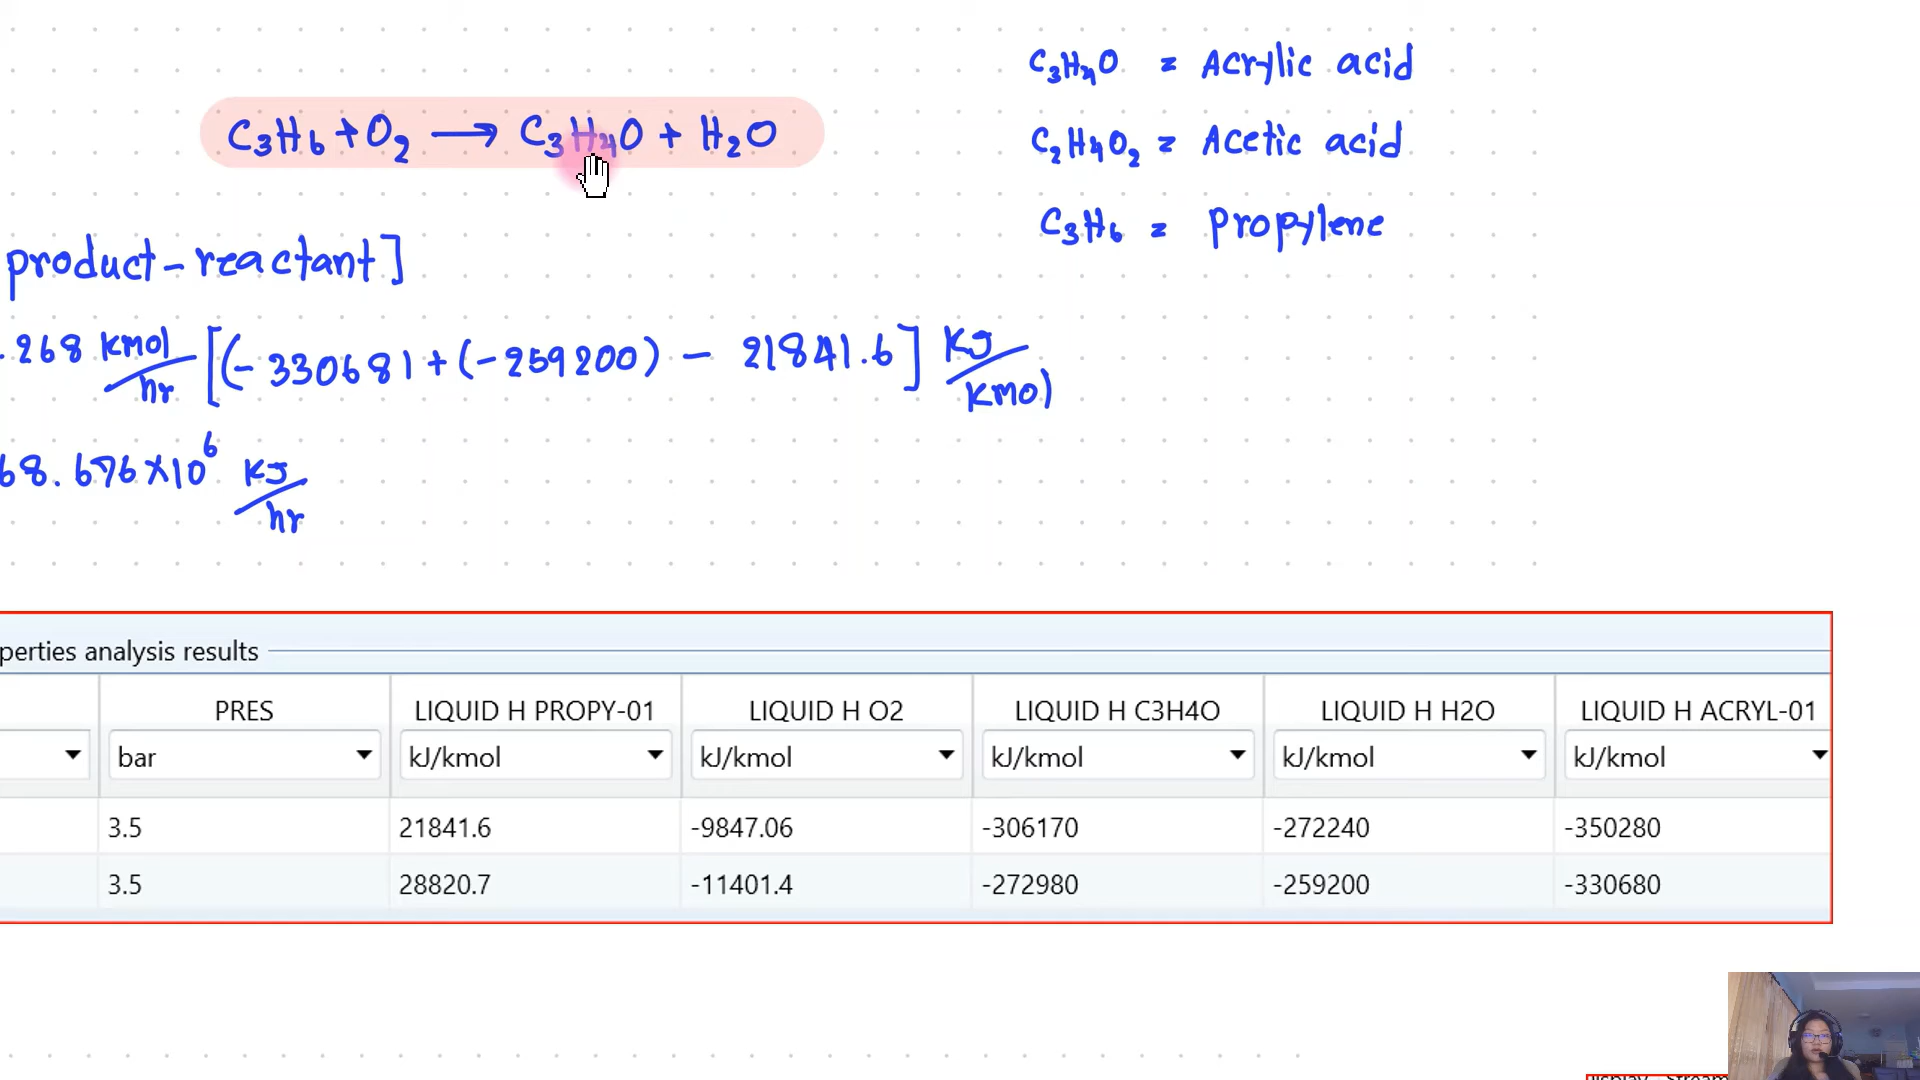 C₃H₆ + O₂ → C₃H₄O + H₂O
C₃H₄O = Acrylic acid
C₂H₄O₂ = Acetic acid
C₃H₆ = Propylene
product-reactant]
.268 kmol/hr [(-330681+(-259200) - 21841.6] KJ/Kmol
68.676×10⁶ KJ/hr
perties analysis results
PRES LIQUID H PROPY-01 LIQUID H O2 LIQUID H C3H4O LIQUID H H2O LIQUID H ACRYL-01
bar kJ/kmol kJ/kmol kJ/kmol kJ/kmol kJ/kmol
3.5 21841.6 -9847.06 -306170 -272240 -350280
3.5 28820.7 -11401.4 -272980 -259200 -330680